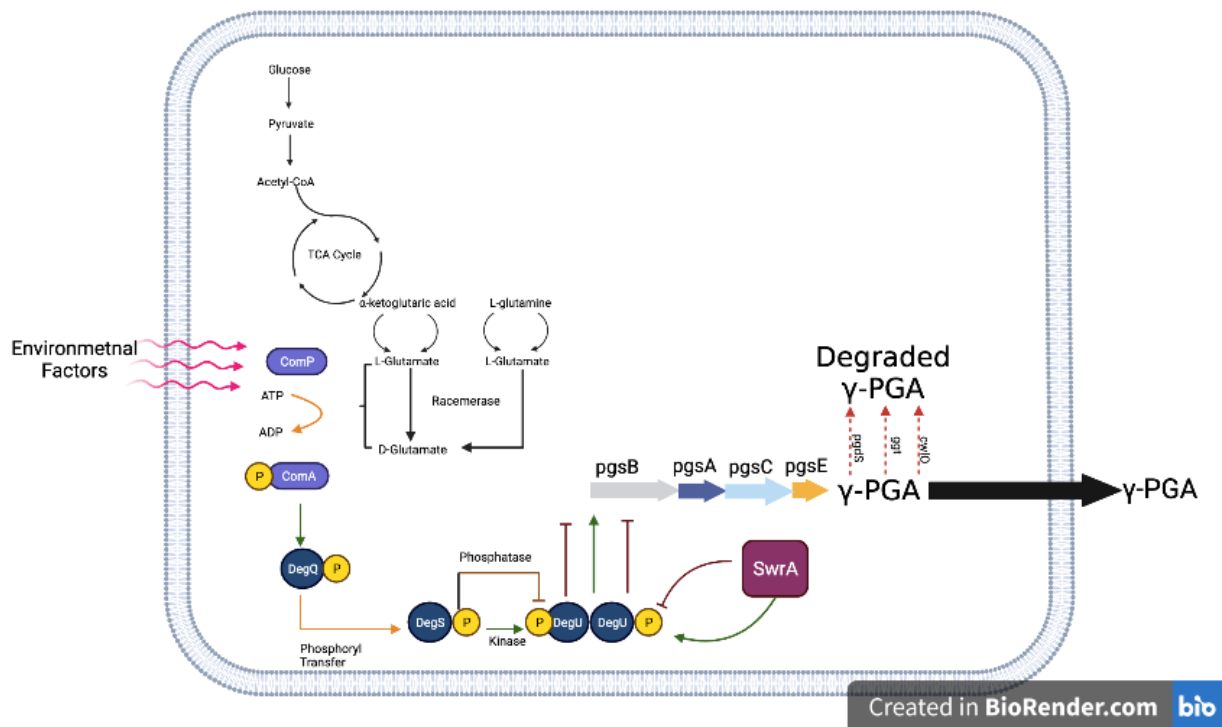 Glucose
Pyruvate
Acetyl-CoA
TCA Cycle
α-ketoglutaric acid
L-glutamine
L-Glutamate
L-Glutamate
Racemerase
D-Glutamate
Environmetnal
Factors
ComP
ATP
ADP
P
ComA
DegQ
P
Phosphoryl
Transfer
DegS
P
Phosphatase
Kinase
P
DegU
DegU
P
SwrA
pgsB
pgsA
pgsC
pgsE
Degraded
γ-PGA
pgdS
ggt
cwlO
γ-PGA
γ-PGA
Created in BioRender.com
bio